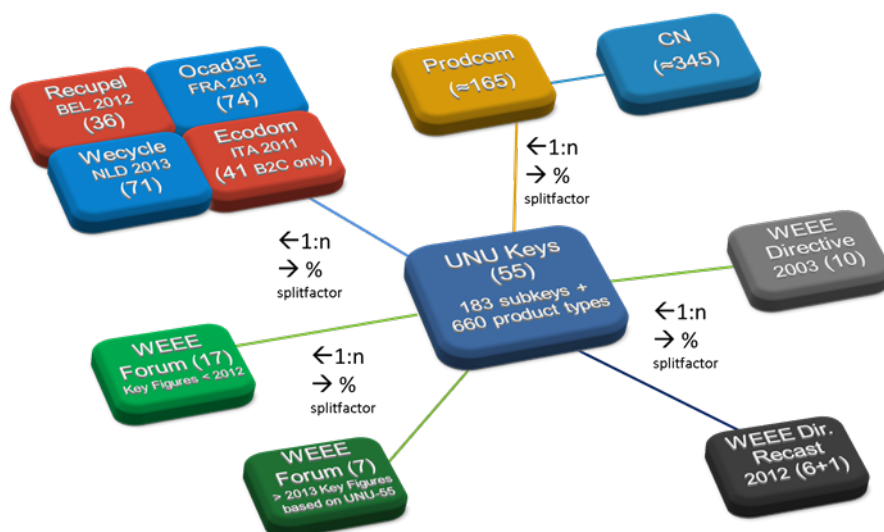 Recupel
BEL 2012
(36)
Ocad3E
FRA 2013
(74)
Wecycle
NLD 2013
(71)
Ecodom
ITA 2011
(41 B2C only)
Prodcom
(≈165)
CN
(≈345)
←1:n
→ %
splitfactor
←1:n
→ %
splitfactor
UNU Keys
(55)
183 subkeys +
660 product types
WEEE
Directive
2003 (10)
←1:n
→ %
splitfactor
WEEE
Forum (17)
Key Figures < 2012
←1:n
→ %
splitfactor
WEEE
Forum (7)
> 2013 Key Figures
based on UNU-55
WEEE Dir.
Recast
2012 (6+1)